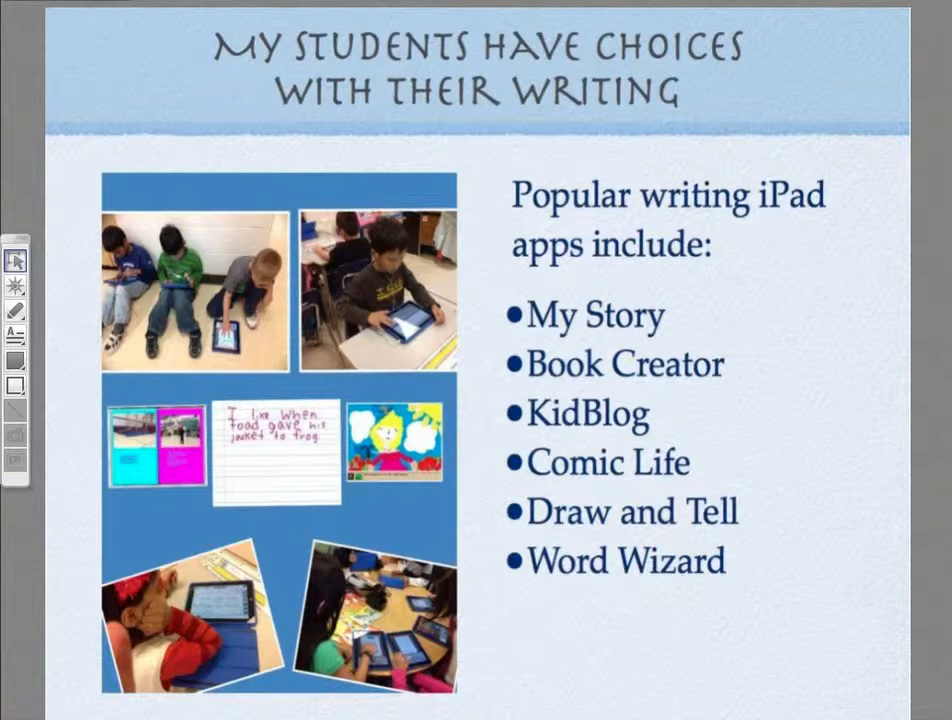 MY STUDENTS HAVE CHOICES
WITH THEIR WRITING
Popular writing iPad
apps include:
•My Story
•Book Creator
•KidBlog
•Comic Life
•Draw and Tell
•Word Wizard
I like when
toad gave his
jacket to frog.